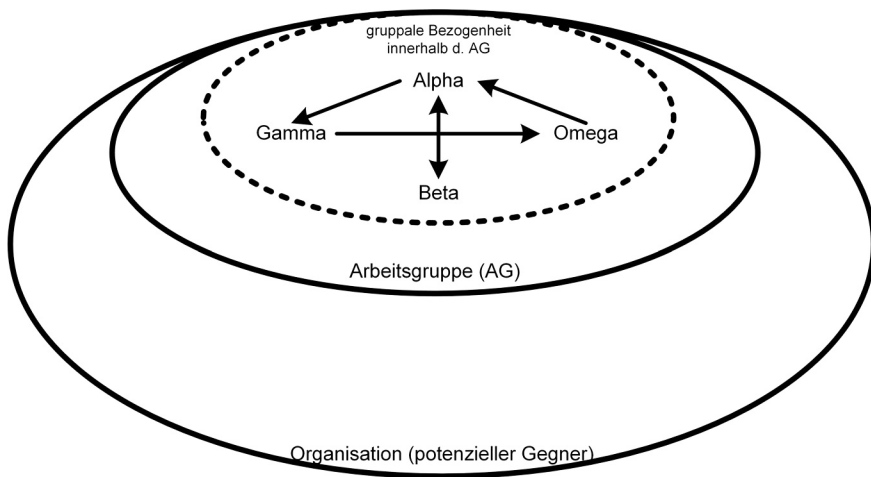 gruppale Bezogenheit
innerhalb d. AG
Alpha
Gamma
Omega
Beta
Arbeitsgruppe (AG)
Organisation (potenzieller Gegner)